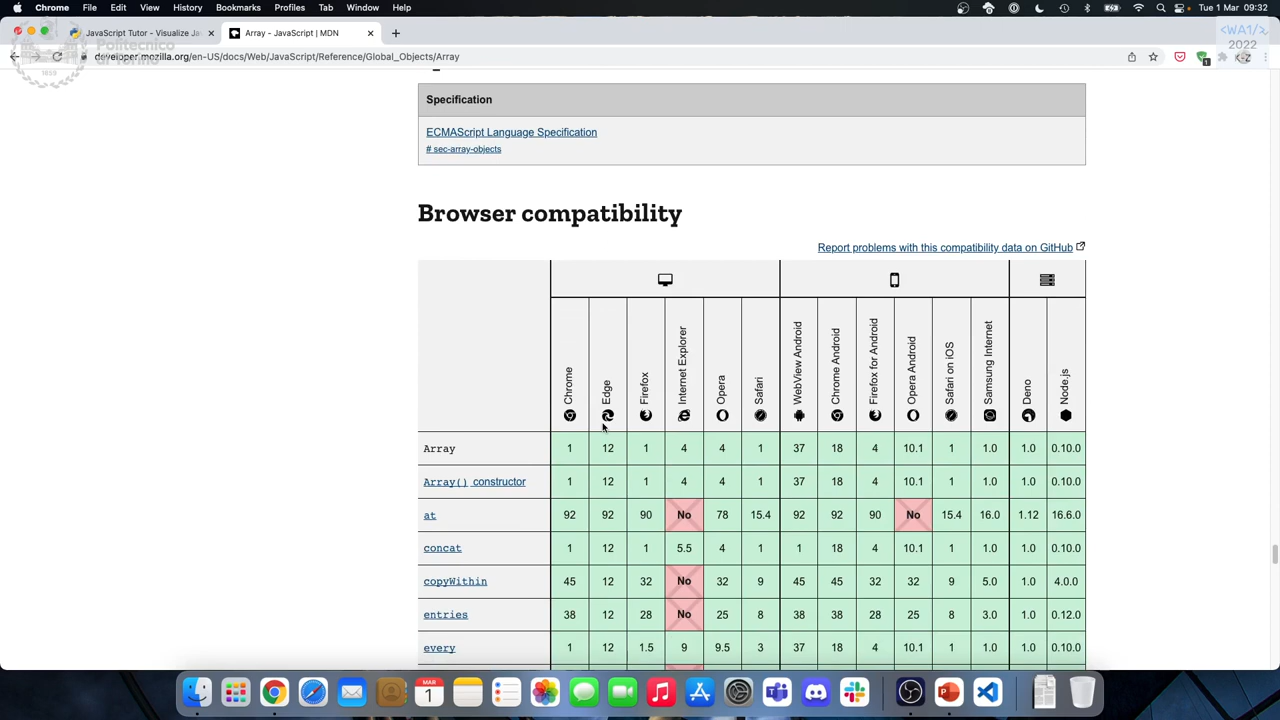 Chrome File Edit View History Bookmarks Profiles Tab Window Help Tue 1 Mar 09:32
JavaScript Tutor - Visualize Ja
Array - JavaScript | MDN
Politecnico
di Torino
1859
<WA1/>
2022
developer.mozilla.org/en-US/docs/Web/JavaScript/Reference/Global_Objects/Array
1
Specification
ECMAScript Language Specification
# sec-array-objects
Browser compatibility
Report problems with this compatibility data on GitHub
Chrome Edge Firefox Internet Explorer Opera Safari WebView Android Chrome Android Firefox for Android Opera Android Safari on iOS Samsung Internet Deno Node.js
Array 1 12 1 4 4 1 37 18 4 10.1 1 1.0 1.0 0.10.0
Array() constructor 1 12 1 4 4 1 37 18 4 10.1 1 1.0 1.0 0.10.0
at 92 92 90 No 78 15.4 92 92 90 No 15.4 16.0 1.12 16.6.0
concat 1 12 1 5.5 4 1 1 18 4 10.1 1 1.0 1.0 0.10.0
copyWithin 45 12 32 No 32 9 45 45 32 32 9 5.0 1.0 4.0.0
entries 38 12 28 No 25 8 38 38 28 25 8 3.0 1.0 0.12.0
every 1 12 1.5 9 9.5 3 37 18 4 10.1 1 1.0 1.0 0.10.0
MAR
1